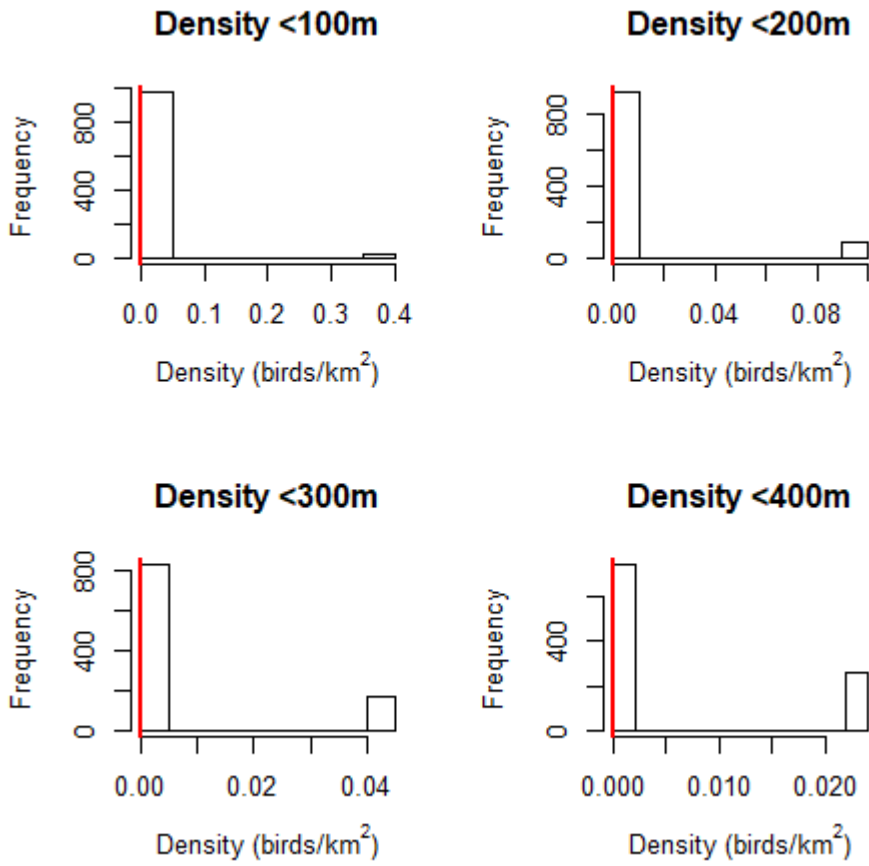 Density <100m
Frequency
800
400
0
0.0 0.1 0.2 0.3 0.4
Density (birds/km²)
Density <200m
Frequency
800
400
0
0.00 0.04 0.08
Density (birds/km²)
Density <300m
Frequency
800
400
0
0.00 0.02 0.04
Density (birds/km²)
Density <400m
Frequency
400
0
0.000 0.010 0.020
Density (birds/km²)